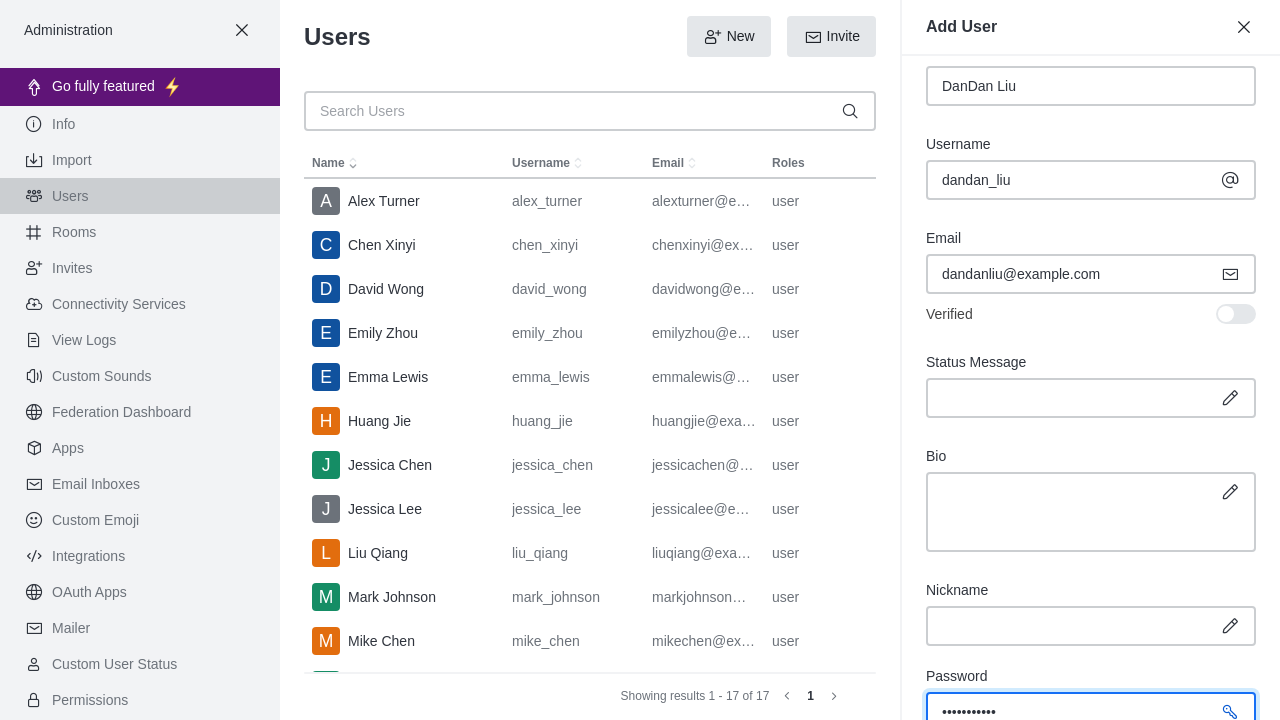 Administration
Go fully featured
Info
Import
Users
Rooms
Invites
Connectivity Services
View Logs
Custom Sounds
Federation Dashboard
Apps
Email Inboxes
Custom Emoji
Integrations
OAuth Apps
Mailer
Custom User Status
Permissions
Users
New
Invite
Search Users
Name Username Email Roles
A Alex Turner alex_turner alexturner@e… user
C Chen Xinyi chen_xinyi chenxinyi@ex… user
D David Wong david_wong davidwong@e… user
E Emily Zhou emily_zhou emilyzhou@e… user
E Emma Lewis emma_lewis emmalewis@… user
H Huang Jie huang_jie huangjie@exa… user
J Jessica Chen jessica_chen jessicachen@… user
J Jessica Lee jessica_lee jessicalee@e… user
L Liu Qiang liu_qiang liuqiang@exa… user
M Mark Johnson mark_johnson markjohnson… user
M Mike Chen mike_chen mikechen@ex… user
Showing results 1 - 17 of 17 1
Add User
DanDan Liu
Username
dandan_liu
Email
dandanliu@example.com
Verified
Status Message
Bio
Nickname
Password
•••••••••••